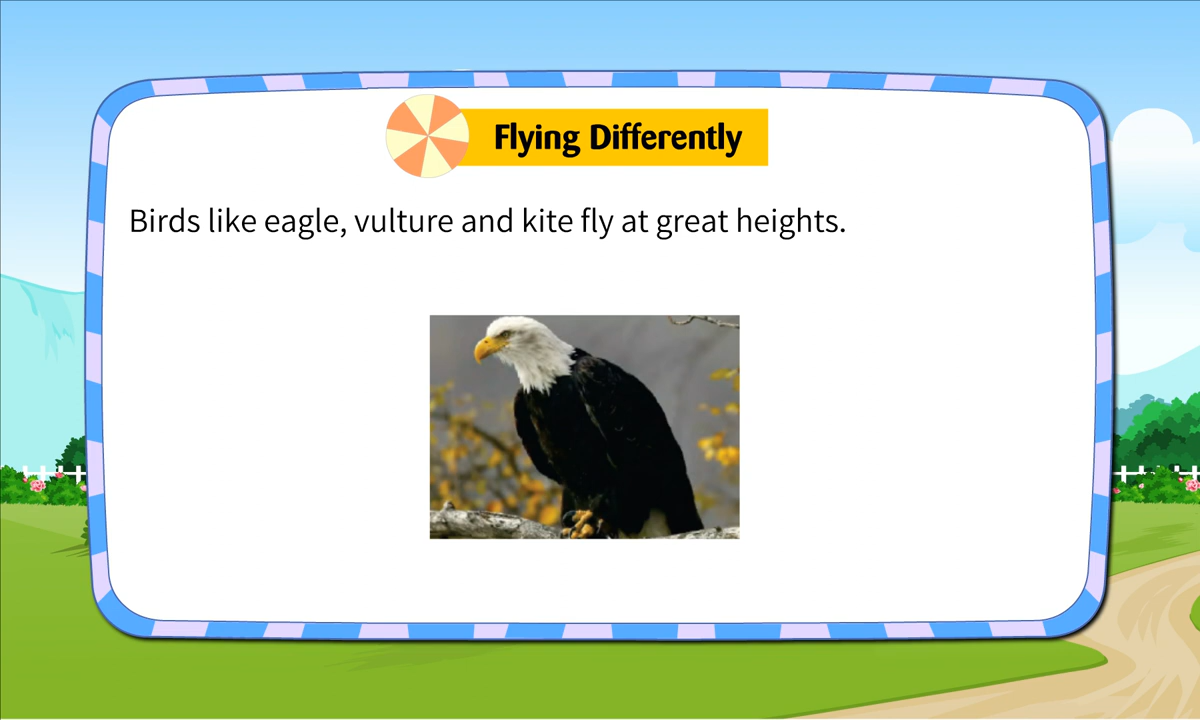 Flying Differently
Birds like eagle, vulture and kite fly at great heights.